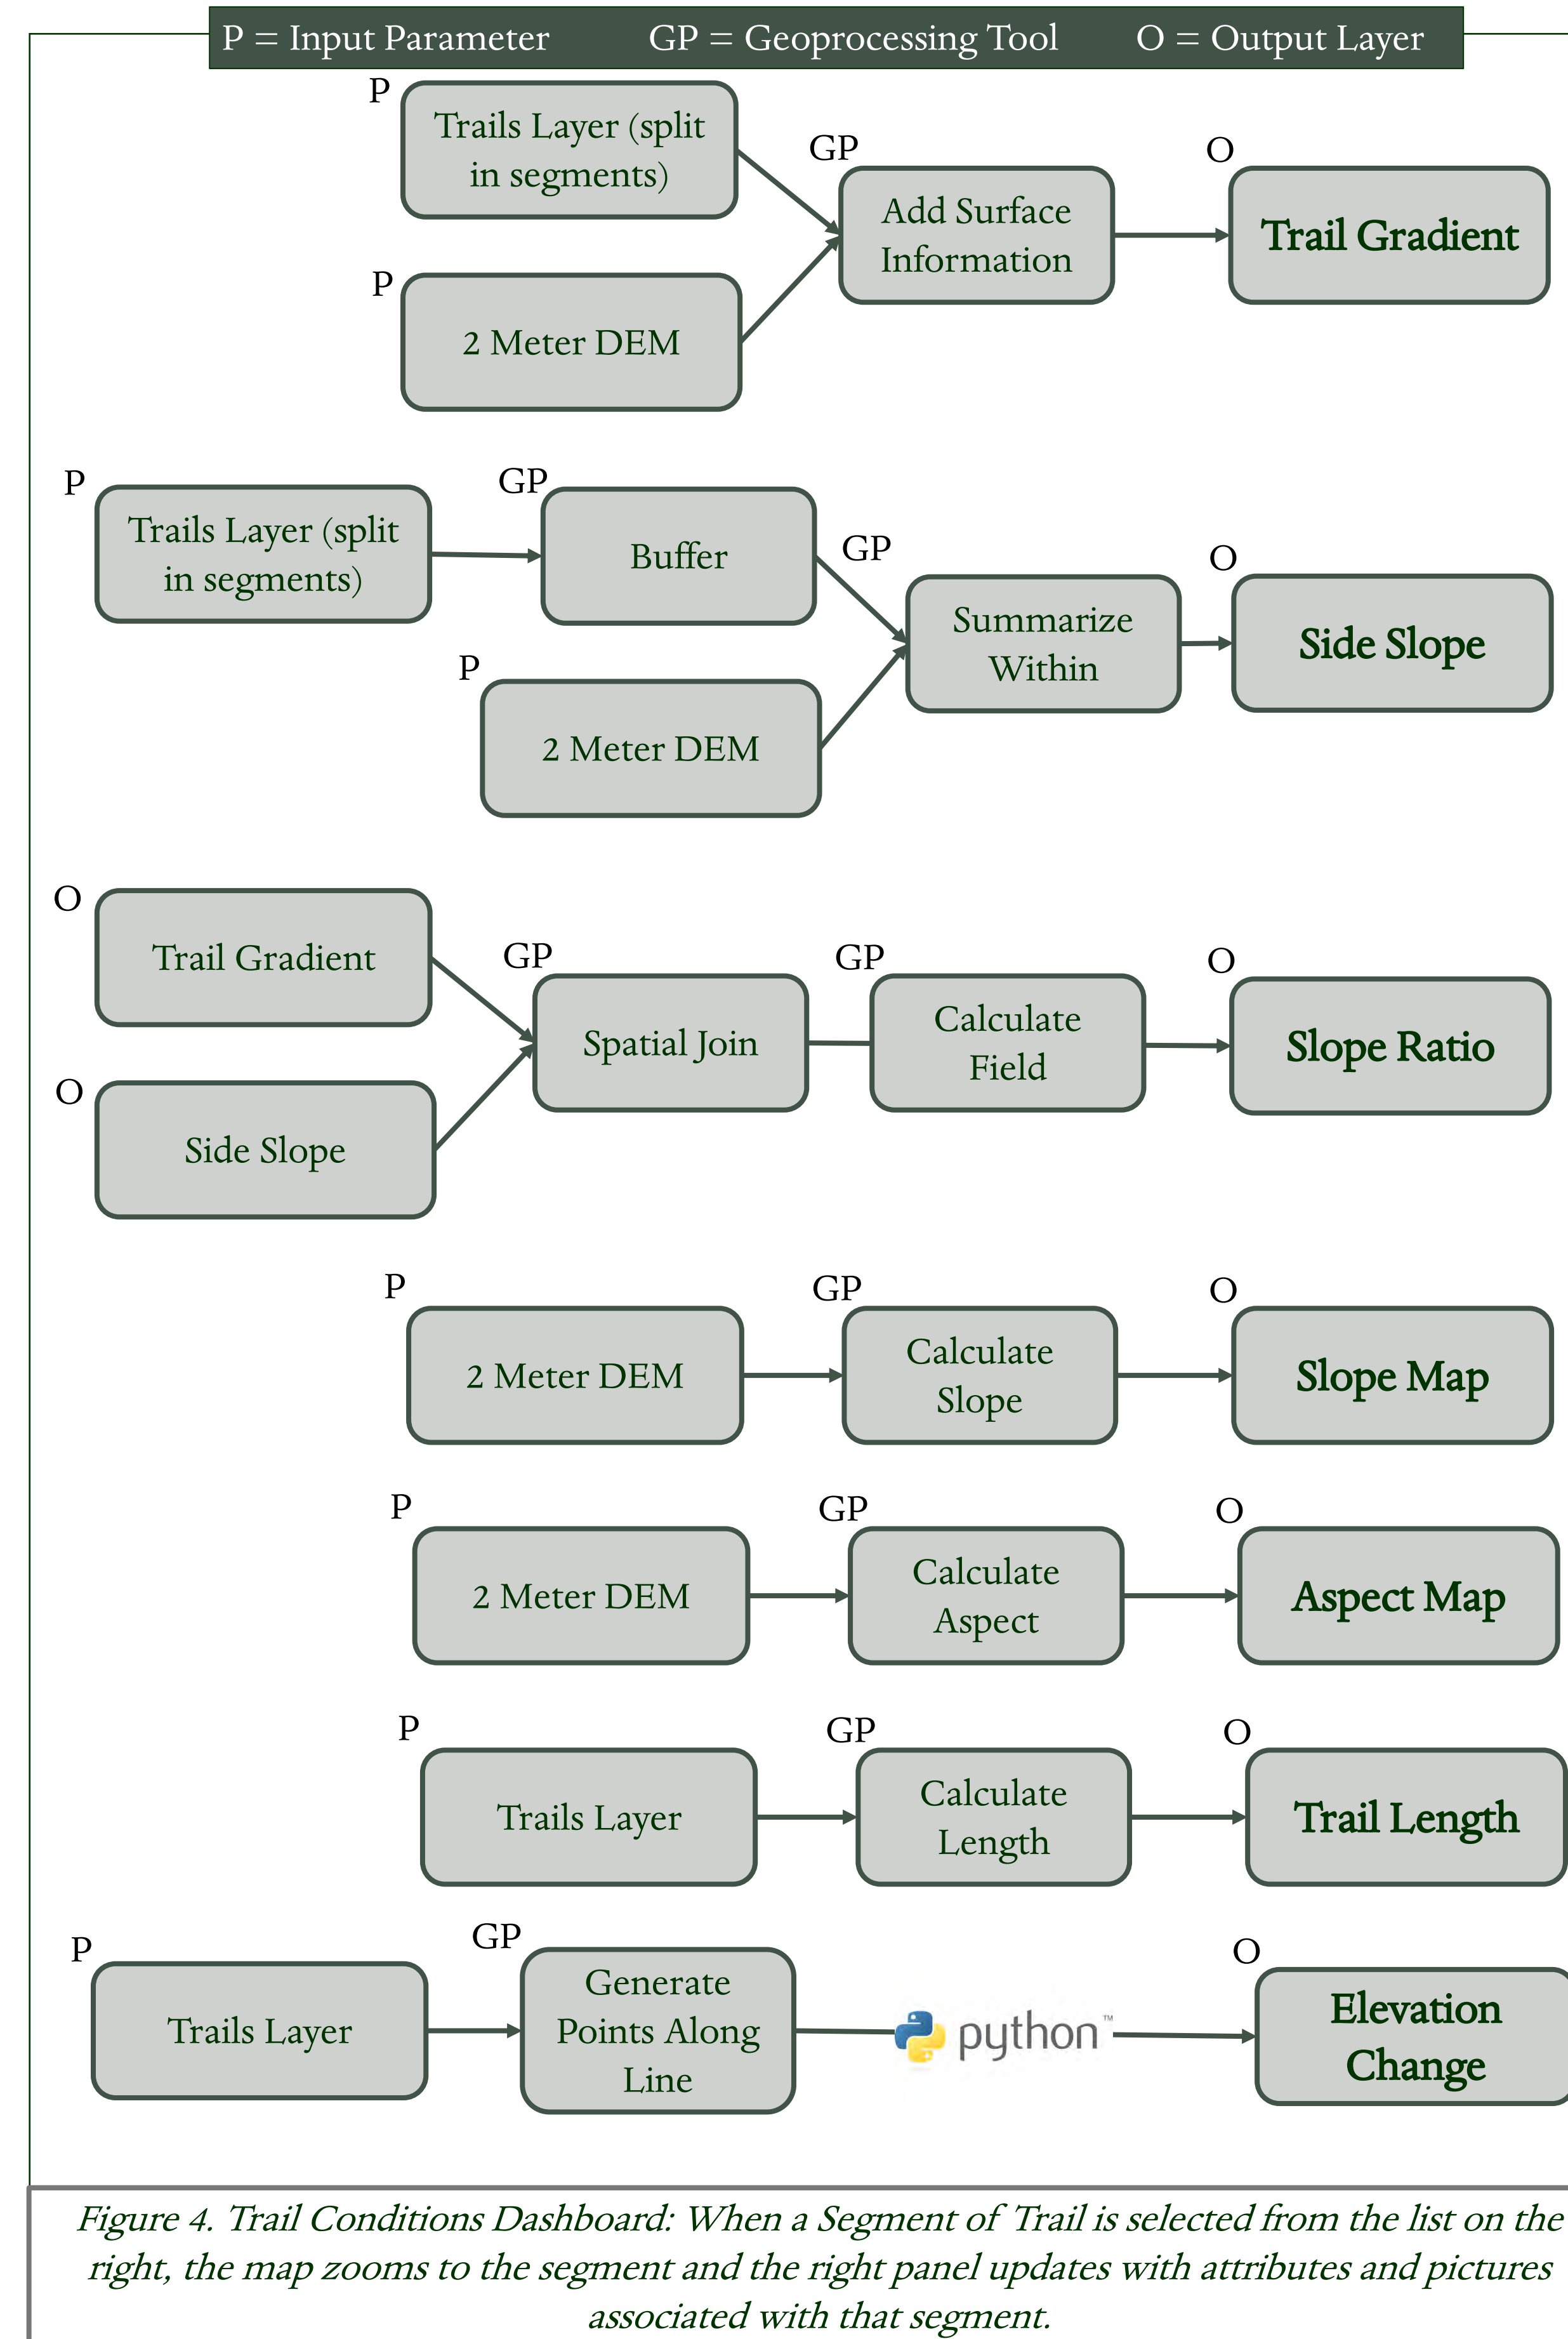 P = Input Parameter GP = Geoprocessing Tool O = Output Layer
P
Trails Layer (split
in segments)
GP
Add Surface
Information
O
Trail Gradient
P
2 Meter DEM
P
Trails Layer (split
in segments)
GP
Buffer
GP
Summarize
Within
O
Side Slope
P
2 Meter DEM
O
Trail Gradient
GP
Spatial Join
GP
Calculate
Field
O
Slope Ratio
O
Side Slope
P
2 Meter DEM
GP
Calculate
Slope
O
Slope Map
P
2 Meter DEM
GP
Calculate
Aspect
O
Aspect Map
P
Trails Layer
GP
Calculate
Length
O
Trail Length
P
Trails Layer
GP
Generate
Points Along
Line
python™
O
Elevation
Change
Figure 4. Trail Conditions Dashboard: When a Segment of Trail is selected from the list on the
right, the map zooms to the segment and the right panel updates with attributes and pictures
associated with that segment.